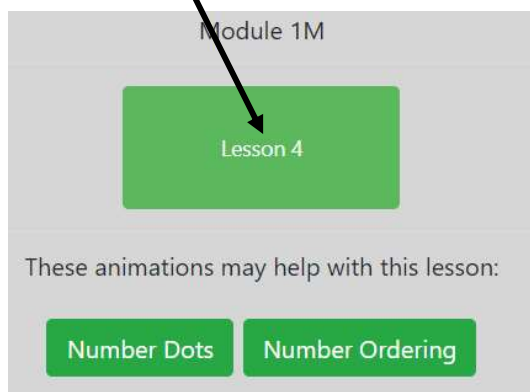 Module 1M
Lesson 4
These animations may help with this lesson:
Number Dots Number Ordering